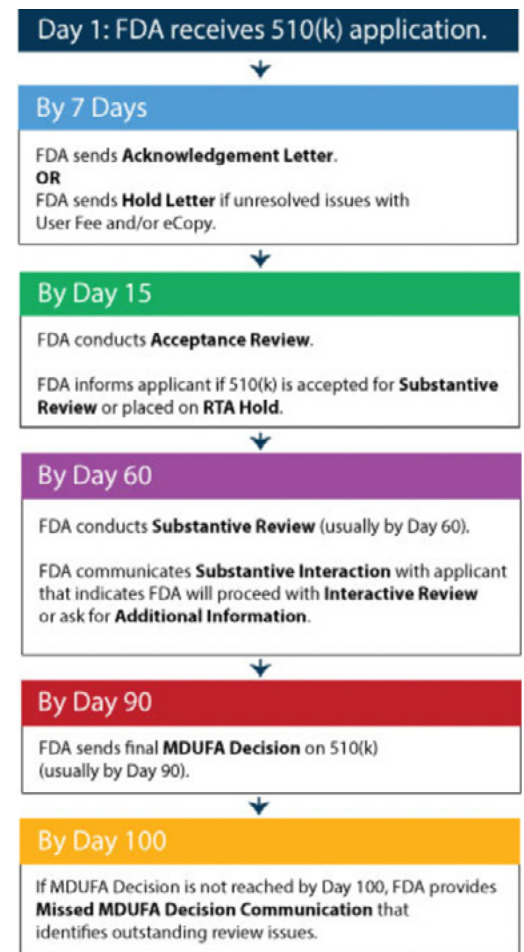 Day 1: FDA receives 510(k) application.
By 7 Days
FDA sends Acknowledgement Letter.
OR
FDA sends Hold Letter if unresolved issues with
User Fee and/or eCopy.
By Day 15
FDA conducts Acceptance Review.
FDA informs applicant if 510(k) is accepted for Substantive
Review or placed on RTA Hold.
By Day 60
FDA conducts Substantive Review (usually by Day 60).
FDA communicates Substantive Interaction with applicant
that indicates FDA will proceed with Interactive Review
or ask for Additional Information.
By Day 90
FDA sends final MDUFA Decision on 510(k)
(usually by Day 90).
By Day 100
If MDUFA Decision is not reached by Day 100, FDA provides
Missed MDUFA Decision Communication that
identifies outstanding review issues.